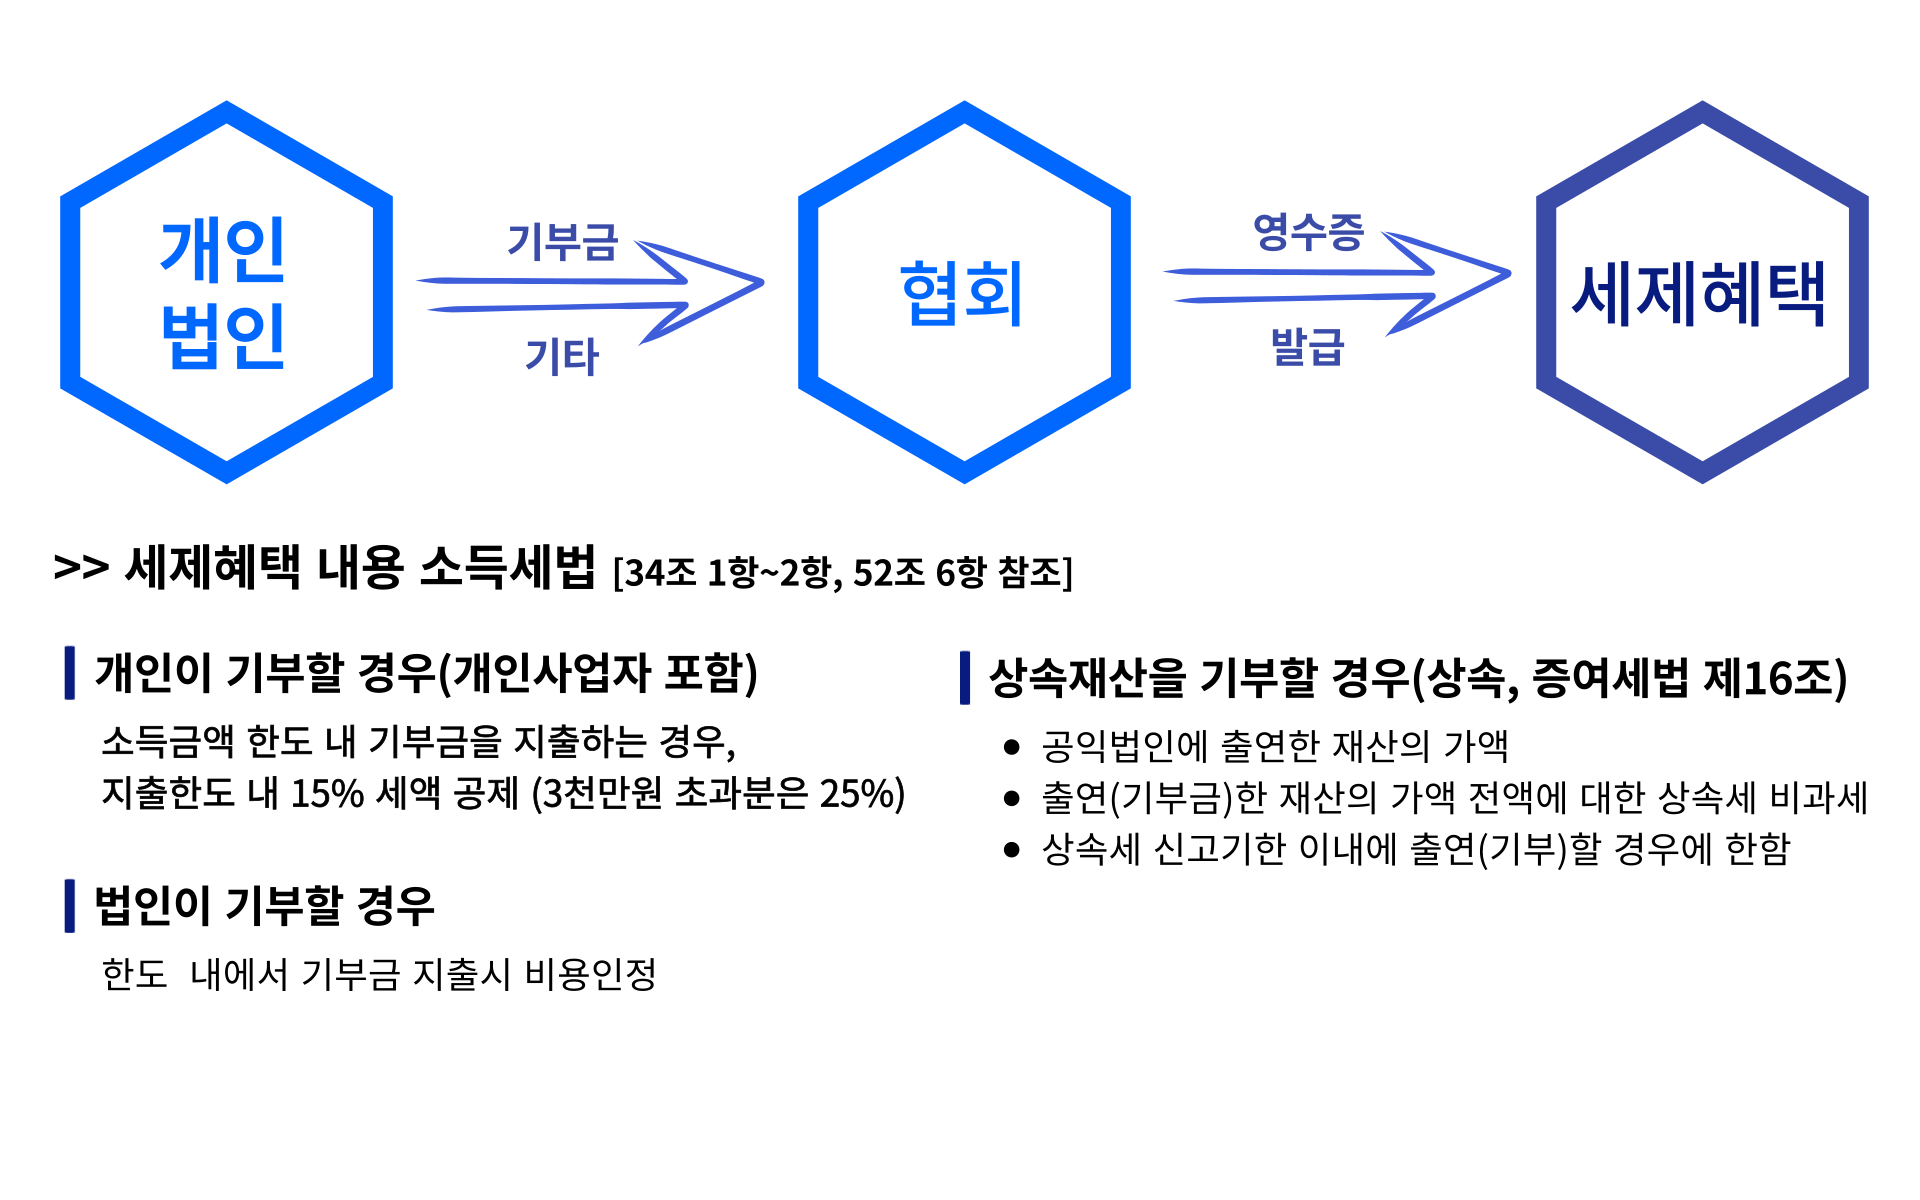 개인
법인
기부금
기타
협회
영수증
발급
세제혜택
>> 세제혜택 내용 소득세법 [34조 1항~2항, 52조 6항 참조]
개인이 기부할 경우(개인사업자 포함)
소득금액 한도 내 기부금을 지출하는 경우,
지출한도 내 15% 세액 공제 (3천만원 초과분은 25%)
법인이 기부할 경우
한도 내에서 기부금 지출시 비용인정
상속재산을 기부할 경우(상속, 증여세법 제16조)
● 공익법인에 출연한 재산의 가액
● 출연(기부금)한 재산의 가액 전액에 대한 상속세 비과세
● 상속세 신고기한 이내에 출연(기부)할 경우에 한함